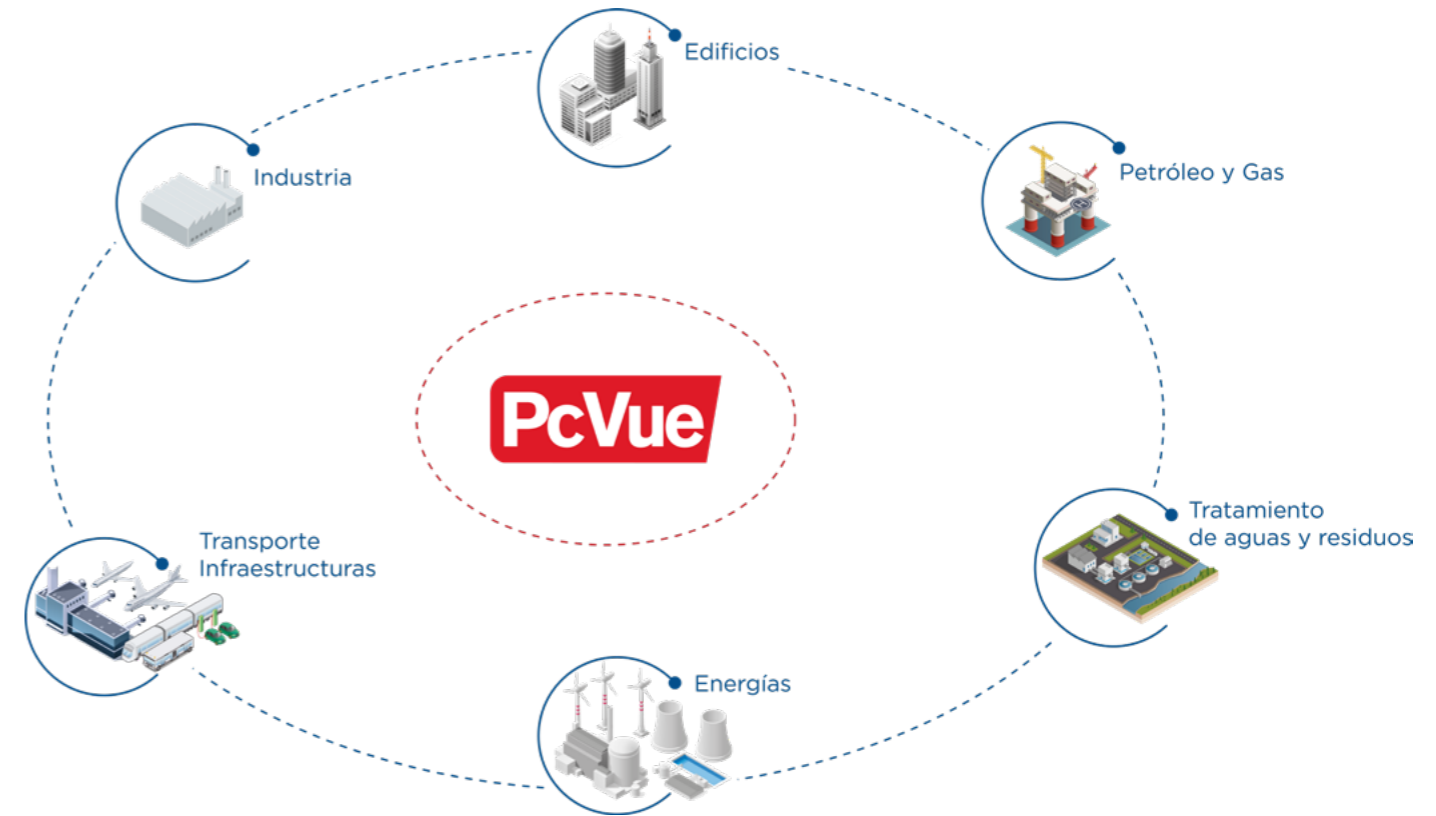 Edificios
Industria
Petróleo y Gas
PcVue
Tratamiento
de aguas y residuos
Transporte
Infraestructuras
Energías